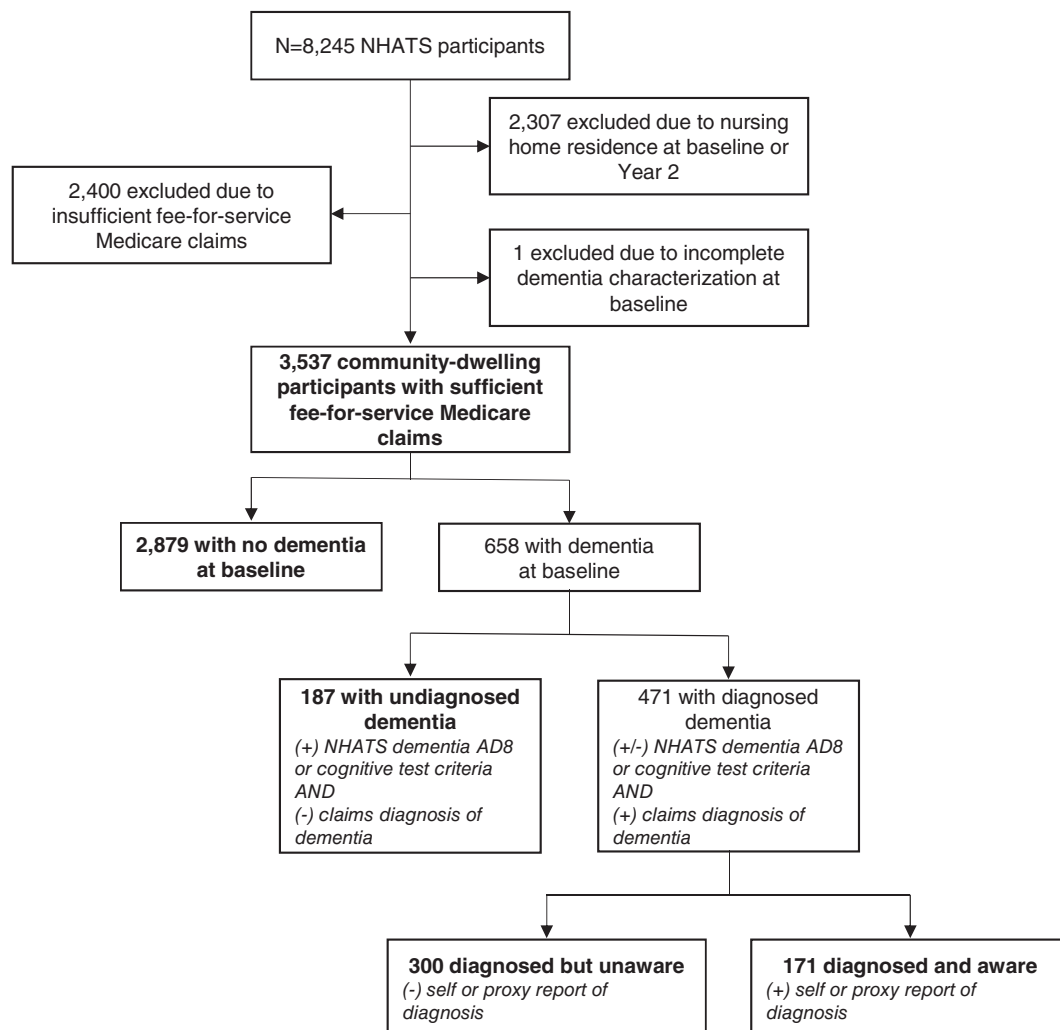 N=8,245 NHATS participants
2,307 excluded due to nursing
home residence at baseline or
Year 2
2,400 excluded due to
insufficient fee-for-service
Medicare claims
1 excluded due to incomplete
dementia characterization at
baseline
3,537 community-dwelling
participants with sufficient
fee-for-service Medicare
claims
2,879 with no dementia
at baseline
658 with dementia
at baseline
187 with undiagnosed
dementia
(+) NHATS dementia AD8
or cognitive test criteria
AND
(-) claims diagnosis of
dementia
471 with diagnosed
dementia
(+/-) NHATS dementia AD8
or cognitive test criteria
AND
(+) claims diagnosis of
dementia
300 diagnosed but unaware
(-) self or proxy report of
diagnosis
171 diagnosed and aware
(+) self or proxy report of
diagnosis